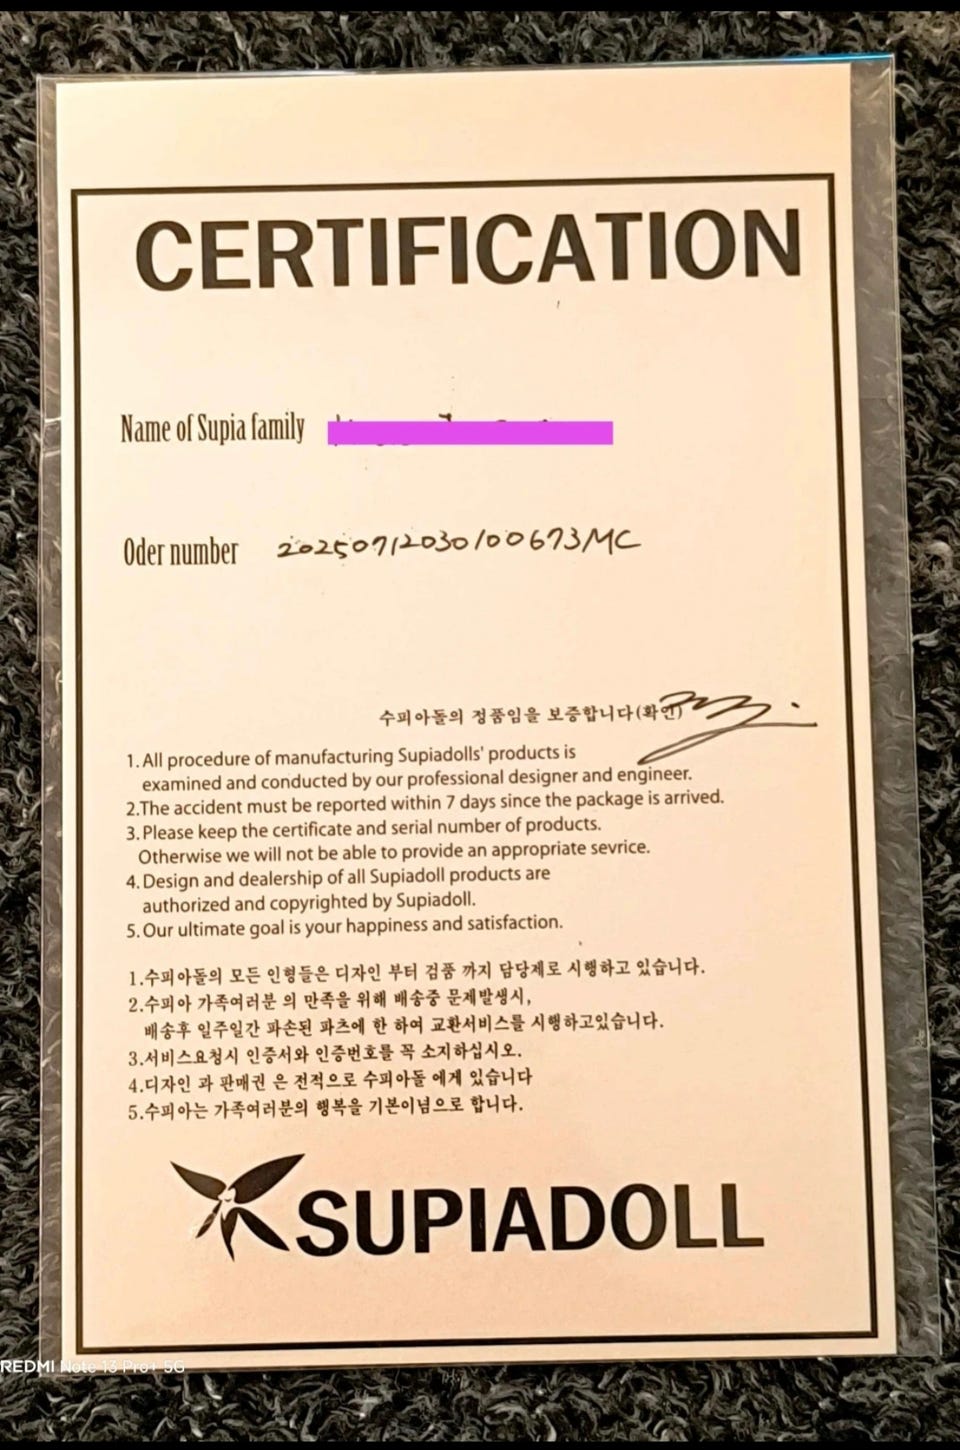 CERTIFICATION
Name of Supia family
Oder number 20250712030100673MC
수피아돌의 정품임을 보증합니다(확인)
1.All procedure of manufacturing Supiadolls' products is
examined and conducted by our professional designer and engineer.
2.The accident must be reported within 7 days since the package is arrived.
3.Please keep the certificate and serial number of products.
Otherwise we will not be able to provide an appropriate sevrice.
4.Design and dealership of all Supiadoll products are
authorized and copyrighted by Supiadoll.
5.Our ultimate goal is your happiness and satisfaction.
1.수피아돌의 모든 인형들은 디자인 부터 검품 까지 담당제로 시행하고 있습니다.
2.수피아 가족여러분 의 만족을 위해 배송중 문제발생시,
배송후 일주일간 파손된 파츠에 한 하여 교환서비스를 시행하고있습니다.
3.서비스요청시 인증서와 인증번호를 꼭 소지하십시오.
4.디자인 과 판매권 은 전적으로 수피아돌 에게 있습니다
5.수피아는 가족여러분의 행복을 기본이념으로 합니다.
SUPIADOLL
REDMI Note 13 Pro+ 5G